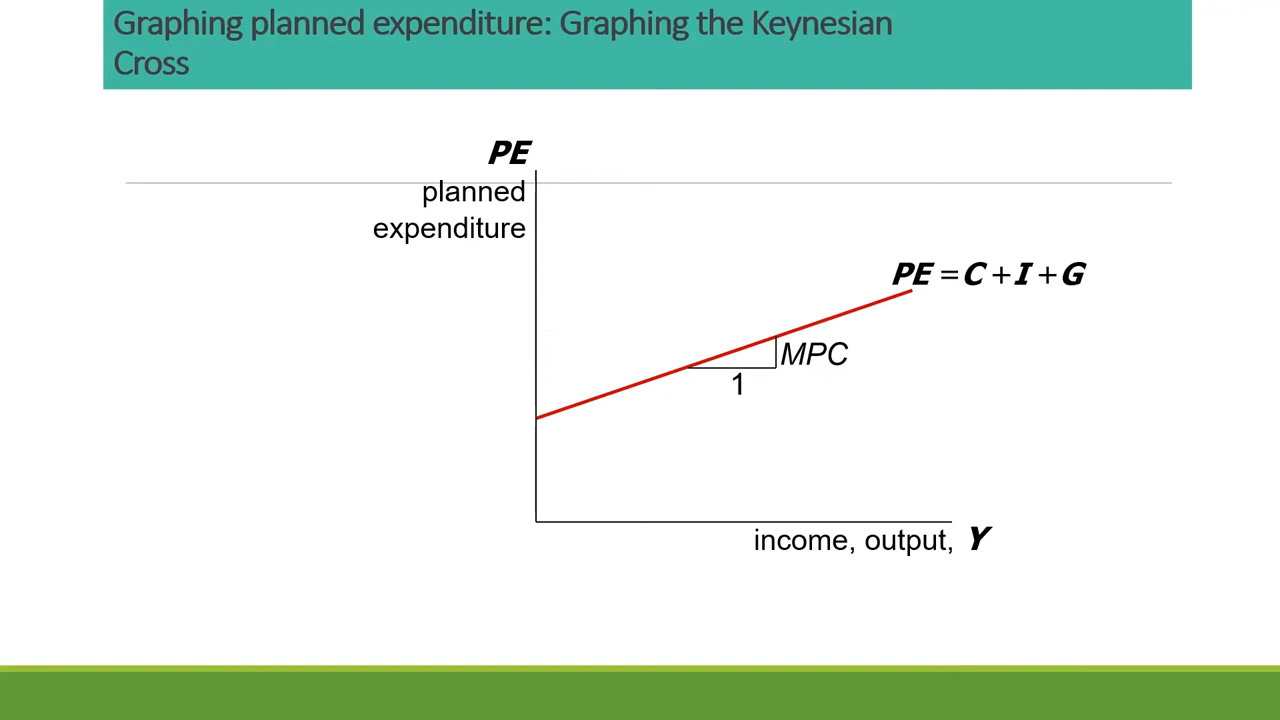 Graphing planned expenditure: Graphing the Keynesian
Cross
PE
planned
expenditure
PE = C + I + G
MPC
1
income, output, Y